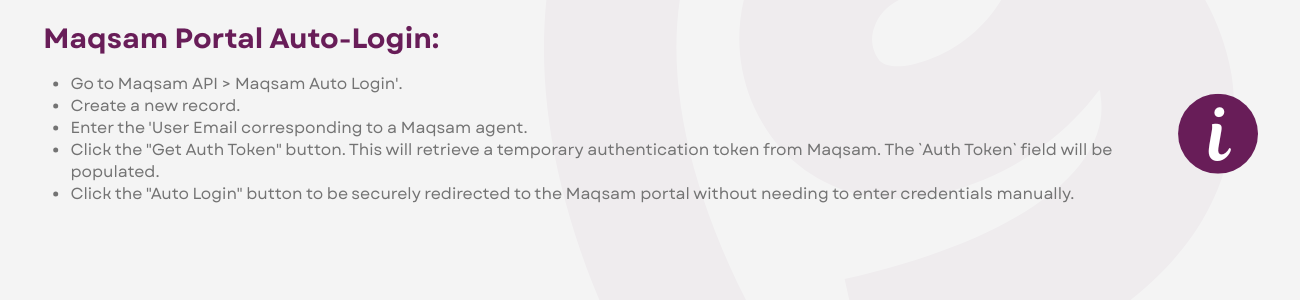 Maqsam Portal Auto-Login:
• Go to Maqsam API > Maqsam Auto Login'.
• Create a new record.
• Enter the 'User Email corresponding to a Maqsam agent.
• Click the "Get Auth Token" button. This will retrieve a temporary authentication token from Maqsam. The `Auth Token` field will be
populated.
• Click the "Auto Login" button to be securely redirected to the Maqsam portal without needing to enter credentials manually.
i